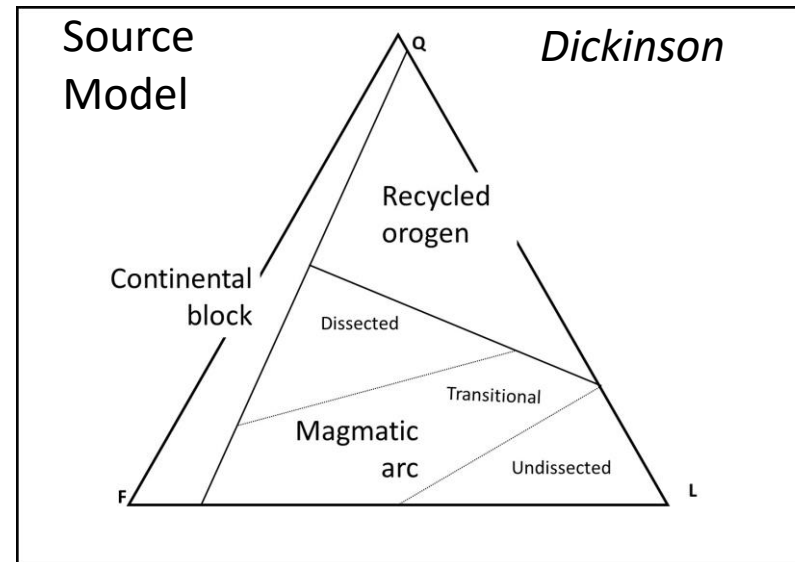 Source
Model
Dickinson
Q
Recycled
orogen
Continental
block
Dissected
Transitional
Magmatic
arc
Undissected
F
L